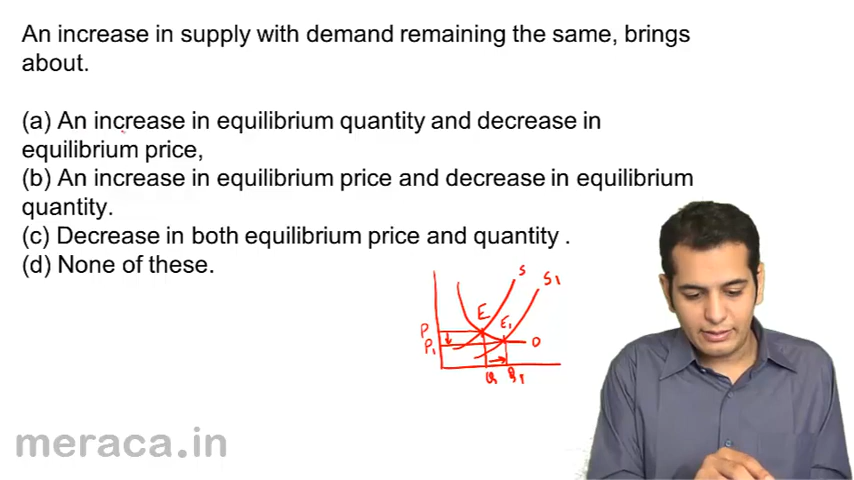 An increase in supply with demand remaining the same, brings
about.
(a) An increase in equilibrium quantity and decrease in
equilibrium price,
(b) An increase in equilibrium price and decrease in equilibrium
quantity.
(c) Decrease in both equilibrium price and quantity .
(d) None of these.
S
S1
E
E1
P
P1
D
Q
Q1
meraca.in